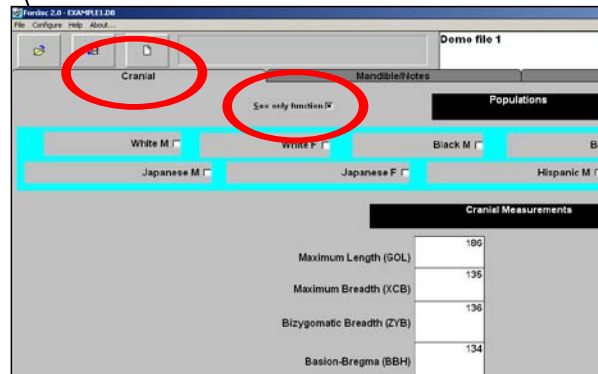 Fordisc 2.0 - EXAMPLE1.DB
File Configure Help About...
Demo file 1
Cranial Mandible/Notes
Sex only function Populations
White M White F Black M B
Japanese M Japanese F Hispanic M
Cranial Measurements
Maximum Length (GOL) 186
Maximum Breadth (XCB) 135
Bizygomatic Breadth (ZYB) 136
Basion-Bregma (BBH) 134